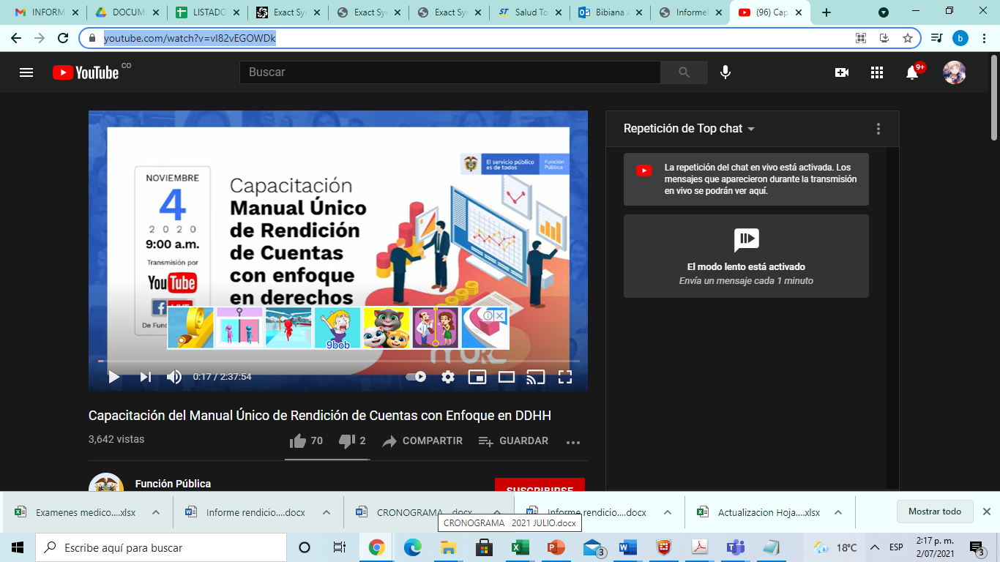 INFORM
DOCUM
LISTADO
Exact Sy
Exact Sy
Exact Sy
Salud To
Bibiana
Informe
(96) Cap
youtube.com/watch?v=vI82vEGOWDk
b
YouTube CO
Buscar
9+
NOVIEMBRE
4
2020
9:00 a.m.
Transmisión por
YouTube
LIVE
De Fun
Capacitación
Manual Único
de Rendición
de Cuentas
con enfoque
en derechos
El servicio público
es de todos
Función
Pública
9bob
0:17 / 2:37:54
Capacitación del Manual Único de Rendición de Cuentas con Enfoque en DDHH
3,642 vistas
70
2
COMPARTIR
GUARDAR
Función Pública
SUSCRIBIRSE
Repetición de Top chat
La repetición del chat en vivo está activada. Los
mensajes que aparecieron durante la transmisión
en vivo se podrán ver aquí.
El modo lento está activado
Envía un mensaje cada 1 minuto
Examenes medico....xlsx
Informe rendicio....docx
CRONOGRAMA ...docx
Informe rendicio....docx
Actualizacion Hoja....xlsx
Mostrar todo
CRONOGRAMA 2021 JULIO.docx
Escribe aquí para buscar
3
18°C
ESP
2:17 p. m.
2/07/2021
3